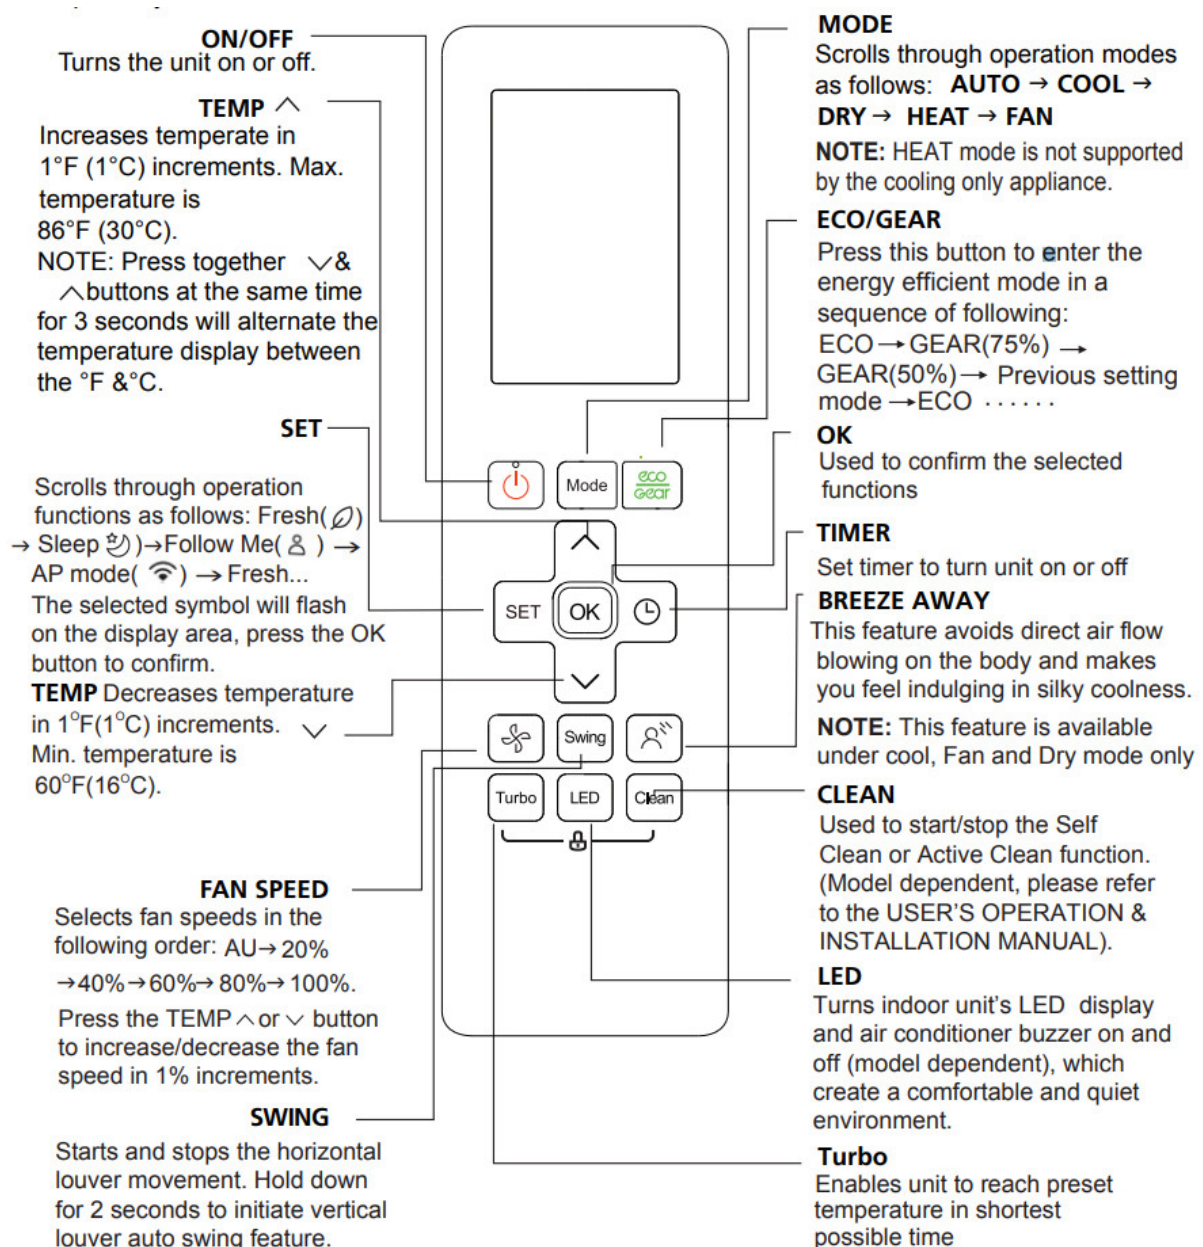 ON/OFF
Turns the unit on or off.
TEMP ︿
Increases temperate in
1°F (1°C) increments. Max.
temperature is
86°F (30°C).
NOTE: Press together ﹀&
︿buttons at the same time
for 3 seconds will alternate the
temperature display between
the °F &°C.
SET
Scrolls through operation
functions as follows: Fresh( )
→ Sleep )→Follow Me( ) →
AP mode( ) → Fresh...
The selected symbol will flash
on the display area, press the OK
button to confirm.
TEMP Decreases temperature
in 1°F(1°C) increments. ﹀
Min. temperature is
60°F(16°C).
FAN SPEED
Selects fan speeds in the
following order: AU→20%
→40%→60%→80%→100%.
Press the TEMP ︿ or ﹀ button
to increase/decrease the fan
speed in 1% increments.
SWING
Starts and stops the horizontal
louver movement. Hold down
for 2 seconds to initiate vertical
louver auto swing feature.
Mode
eco
Gear
SET
OK
Swing
Turbo
LED
Clean
MODE
Scrolls through operation modes
as follows: AUTO → COOL →
DRY → HEAT → FAN
NOTE: HEAT mode is not supported
by the cooling only appliance.
ECO/GEAR
Press this button to enter the
energy efficient mode in a
sequence of following:
ECO→GEAR(75%) →
GEAR(50%)→ Previous setting
mode →ECO ······
OK
Used to confirm the selected
functions
TIMER
Set timer to turn unit on or off
BREEZE AWAY
This feature avoids direct air flow
blowing on the body and makes
you feel indulging in silky coolness.
NOTE: This feature is available
under cool, Fan and Dry mode only
CLEAN
Used to start/stop the Self
Clean or Active Clean function.
(Model dependent, please refer
to the USER'S OPERATION &
INSTALLATION MANUAL).
LED
Turns indoor unit's LED display
and air conditioner buzzer on and
off (model dependent), which
create a comfortable and quiet
environment.
Turbo
Enables unit to reach preset
temperature in shortest
possible time